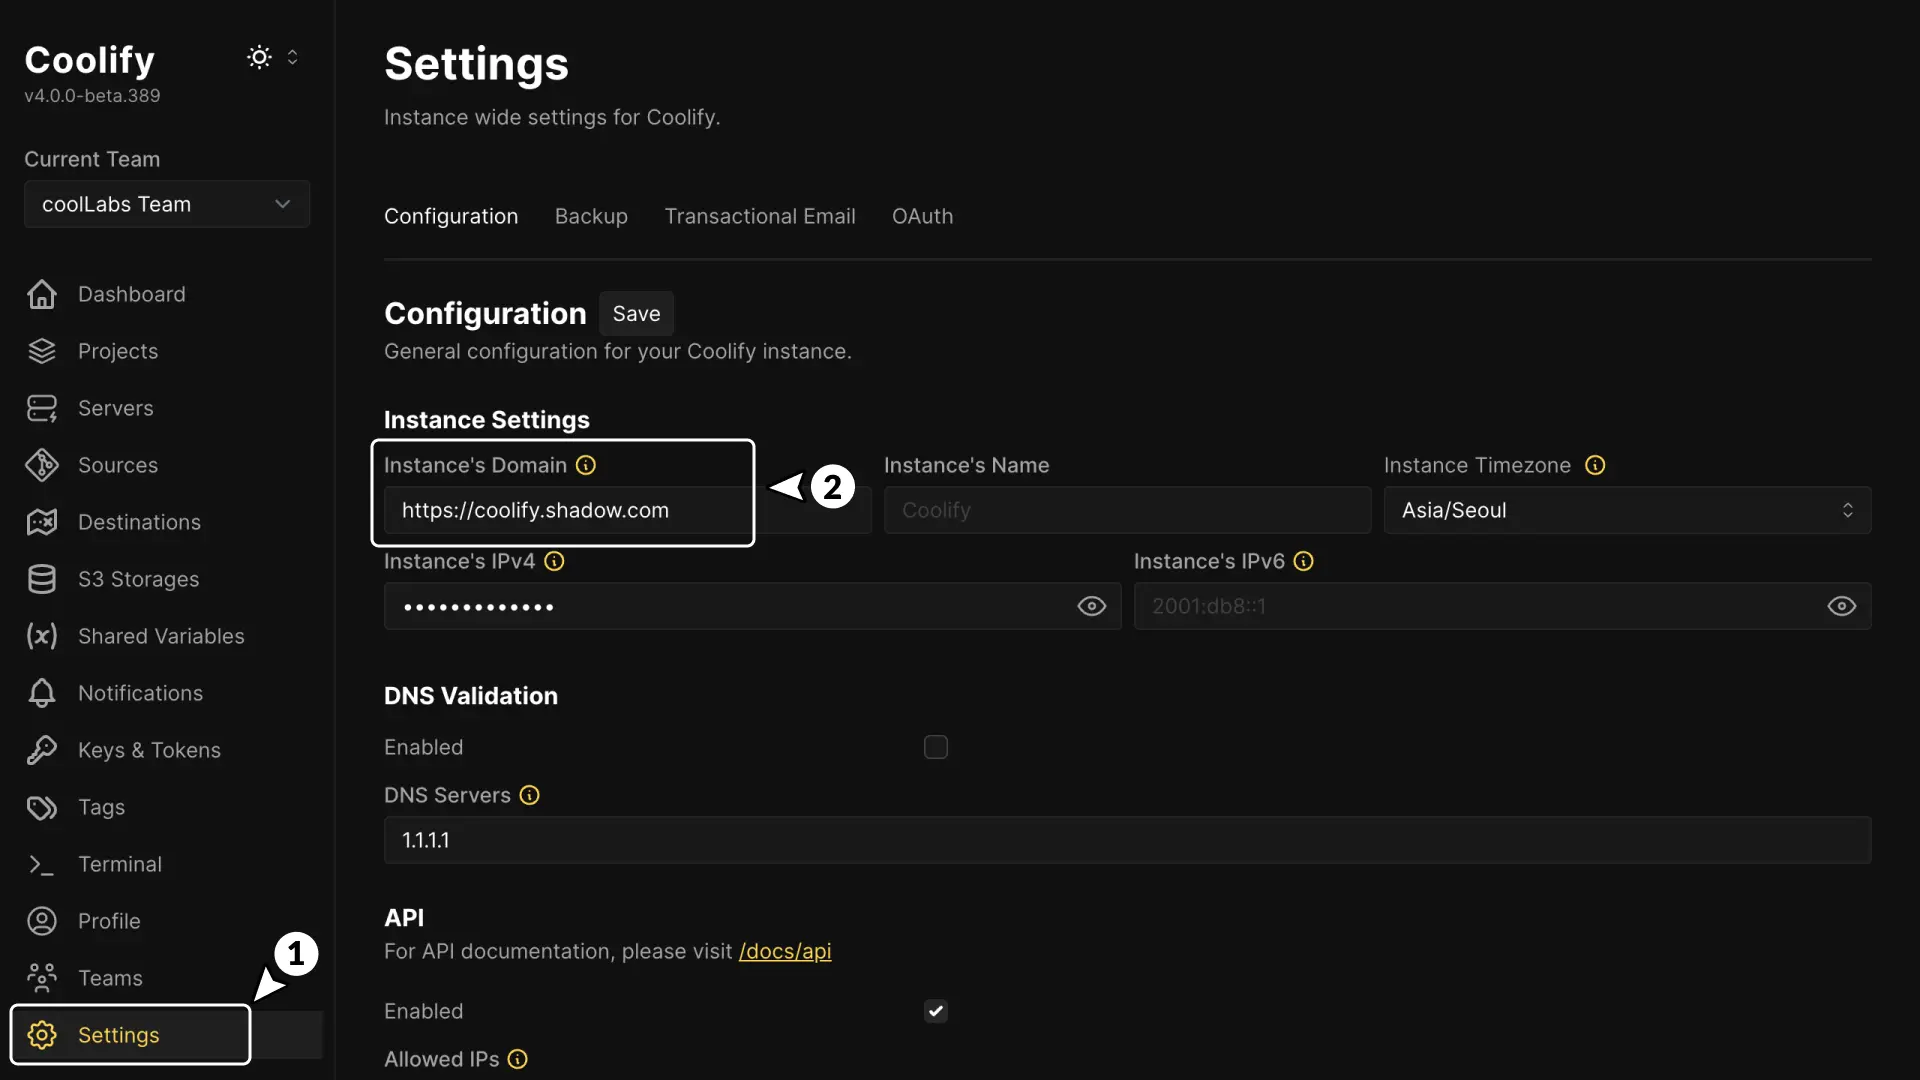 Coolify
v4.0.0-beta.389
Current Team
coolLabs Team
Dashboard
Projects
Servers
Sources
Destinations
S3 Storages
Shared Variables
Notifications
Keys & Tokens
Tags
Terminal
Profile
Teams
1
Settings
Settings
Instance wide settings for Coolify.
Configuration Backup Transactional Email OAuth
Configuration Save
General configuration for your Coolify instance.
Instance Settings
Instance's Domain Instance's Name Instance Timezone
2
https://coolify.shadow.com Coolify Asia/Seoul
Instance's IPv4 Instance's IPv6
2001:db8::1
DNS Validation
Enabled
DNS Servers
1.1.1.1
API
For API documentation, please visit /docs/api
Enabled
Allowed IPs